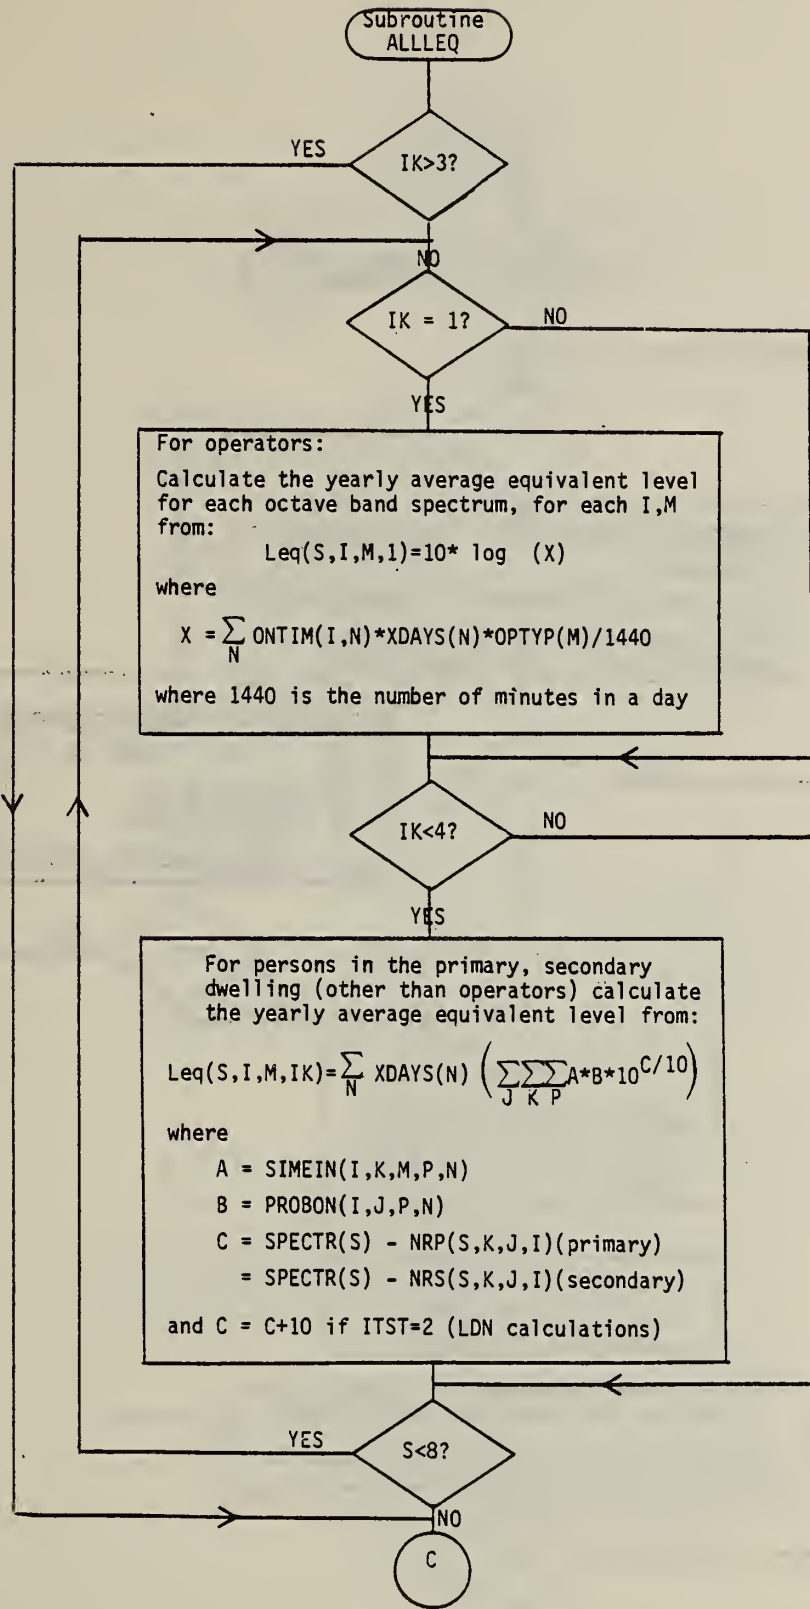 Subroutine
ALLLEQ
YES
IK>3?
NO
IK = 1?
NO
YES
For operators:
Calculate the yearly average equivalent level
for each octave band spectrum, for each I,M
from:
Leq(S,I,M,1)=10* log (X)
where
X = ∑ ONTIM(I,N)*XDAYS(N)*OPTYP(M)/1440
N
where 1440 is the number of minutes in a day
IK<4?
NO
YES
For persons in the primary, secondary
dwelling (other than operators) calculate
the yearly average equivalent level from:
Leq(S,I,M,IK)=∑ XDAYS(N) (∑∑∑A*B*10^C/10)
N J K P
where
A = SIMEIN(I,K,M,P,N)
B = PROBON(I,J,P,N)
C = SPECTR(S) - NRP(S,K,J,I)(primary)
= SPECTR(S) - NRS(S,K,J,I)(secondary)
and C = C+10 if ITST=2 (LDN calculations)
YES
S<8?
NO
C